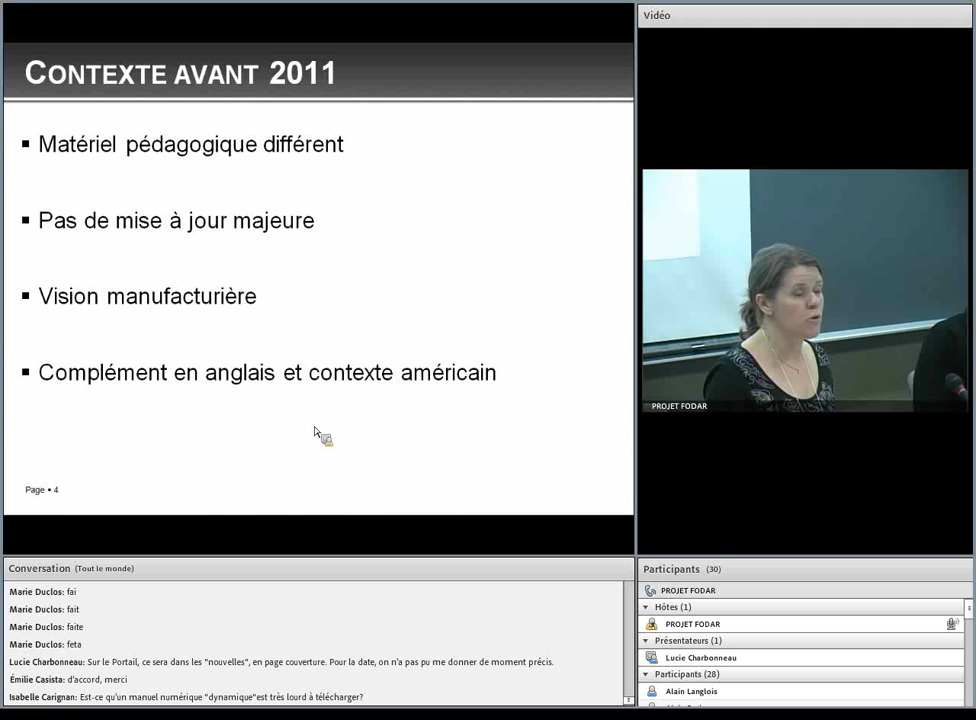 CONTEXTE AVANT 2011
▪ Matériel pédagogique différent
▪ Pas de mise à jour majeure
▪ Vision manufacturière
▪ Complément en anglais et contexte américain
Page ▪ 4
Vidéo
PROJET FODAR
Conversation (Tout le monde)
Marie Duclos: fai
Marie Duclos: fait
Marie Duclos: faite
Marie Duclos: feta
Lucie Charbonneau: Sur le Portail, ce sera dans les "nouvelles", en page couverture. Pour la date, on n'a pas pu me donner de moment précis.
Émilie Casista: d'accord, merci
Isabelle Carignan: Est-ce qu'un manuel numérique "dynamique"est très lourd à télécharger?
Participants (30)
PROJET FODAR
Hôtes (1)
PROJET FODAR
Présentateurs (1)
Lucie Charbonneau
Participants (28)
Alain Langlois